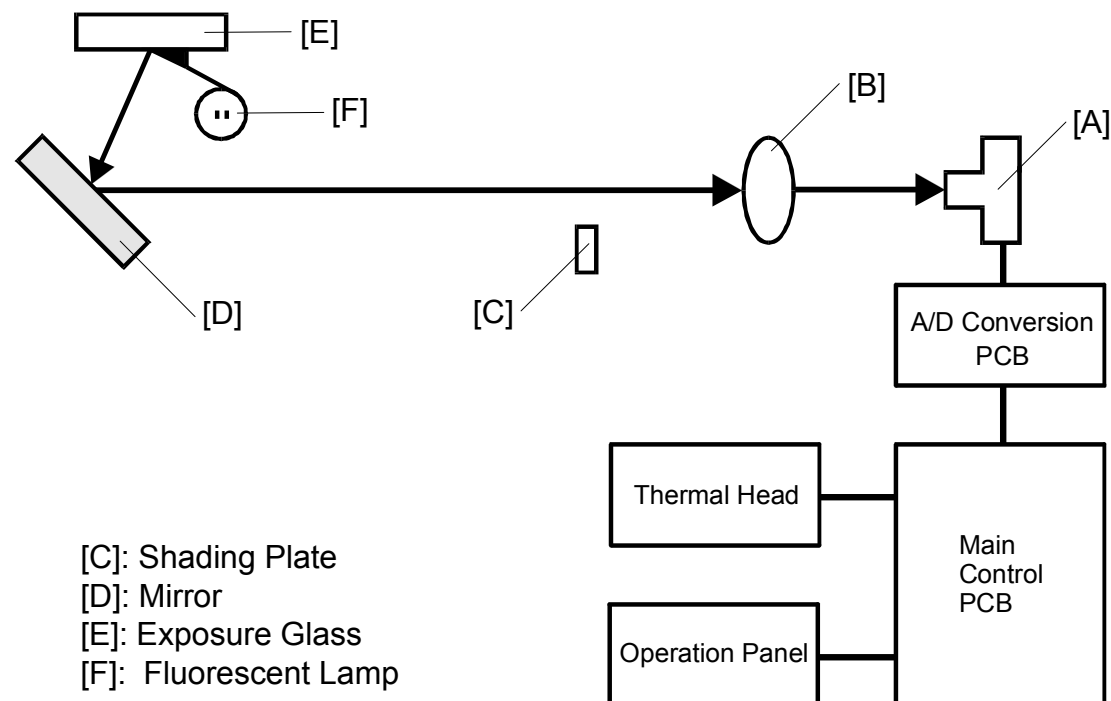 [E]
[F]
[B]
[A]
[D]
[C]
A/D Conversion
PCB
Thermal Head
Main
Control
PCB
Operation Panel
[C]: Shading Plate
[D]: Mirror
[E]: Exposure Glass
[F]: Fluorescent Lamp